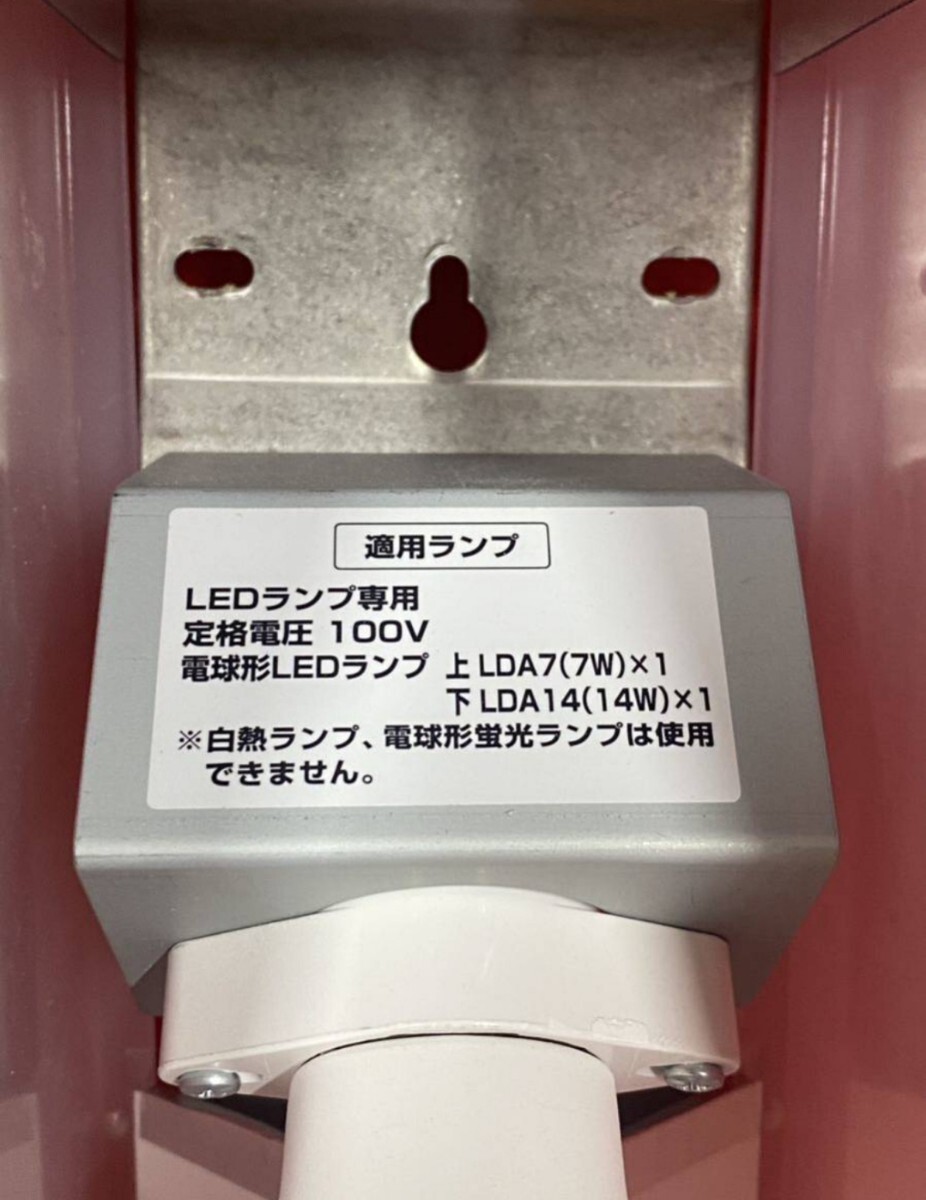 適用ランプ
LEDランプ専用
定格電圧 100V
電球形LEDランプ 上 LDA7(7W)×1
下 LDA14(14W)×1
※白熱ランプ、電球形蛍光ランプは使用
できません。